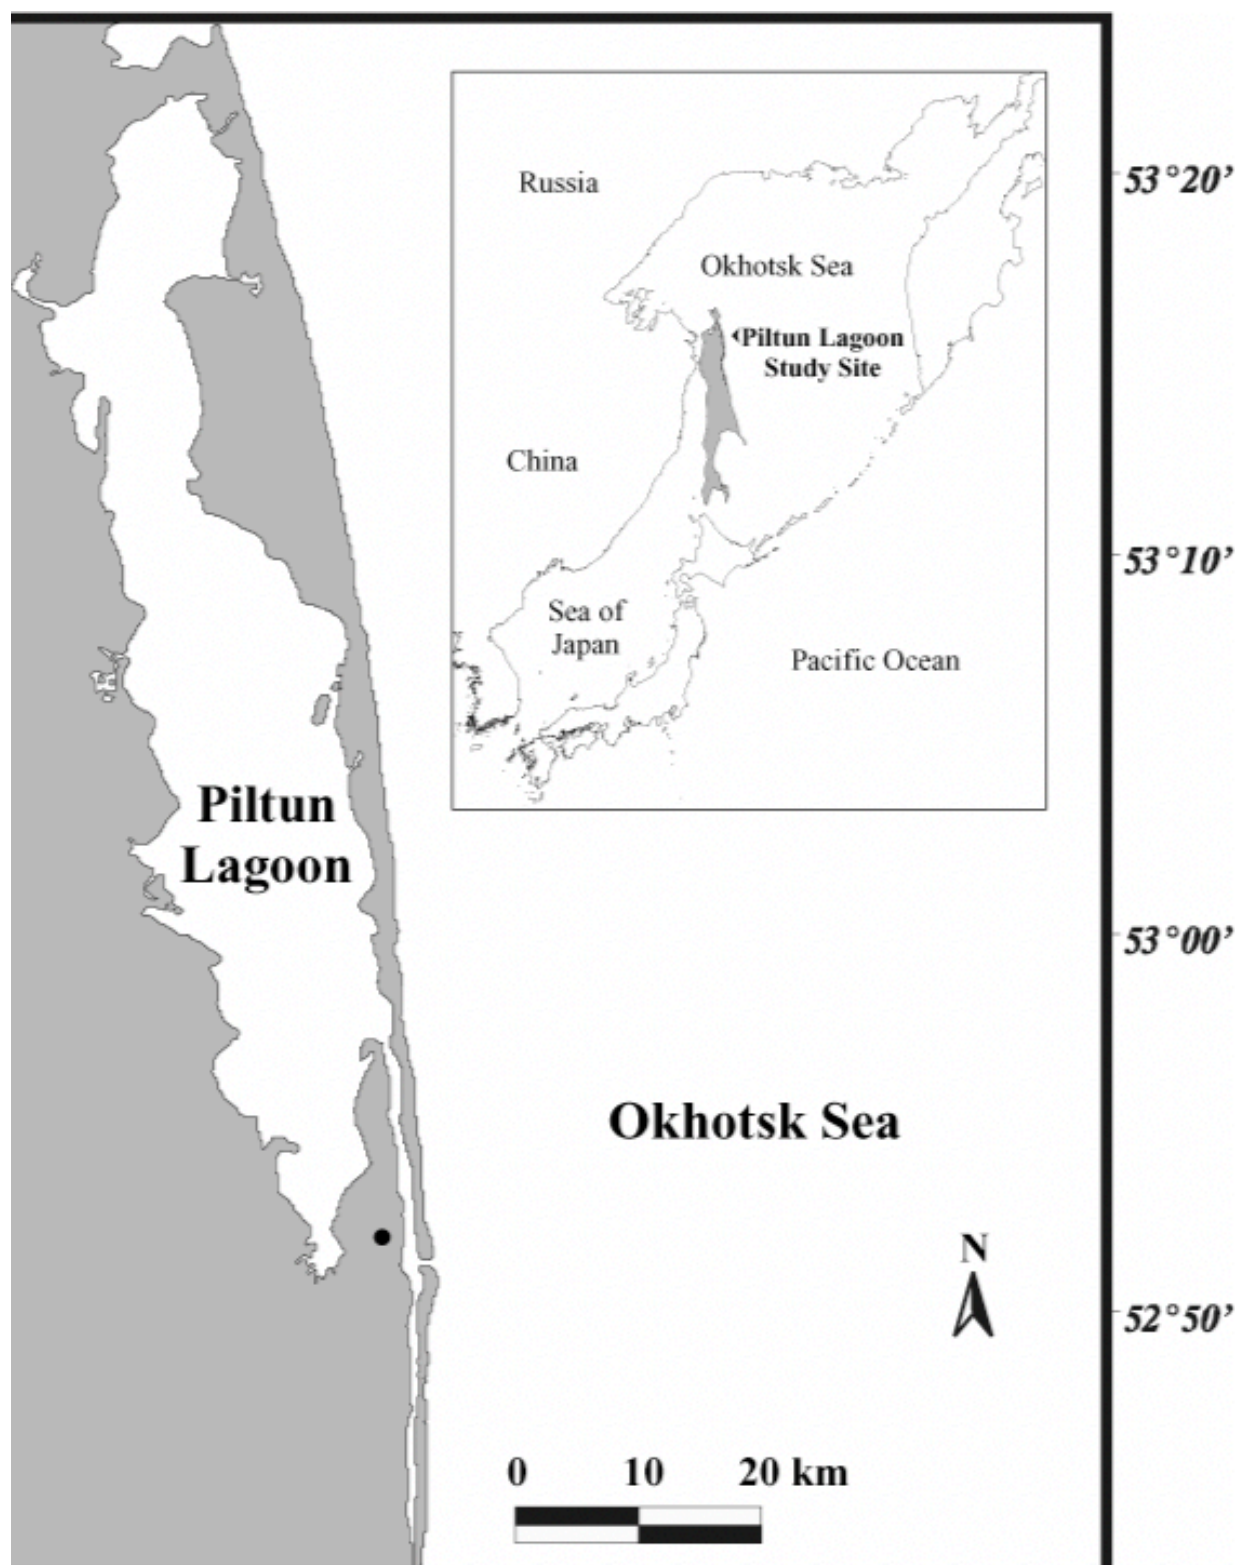 Russia
Okhotsk Sea
Piltun Lagoon
Study Site
China
Sea of
Japan
Pacific Ocean
53°20’
53°10’
53°00’
52°50’
Piltun
Lagoon
Okhotsk Sea
N
0 10 20 km